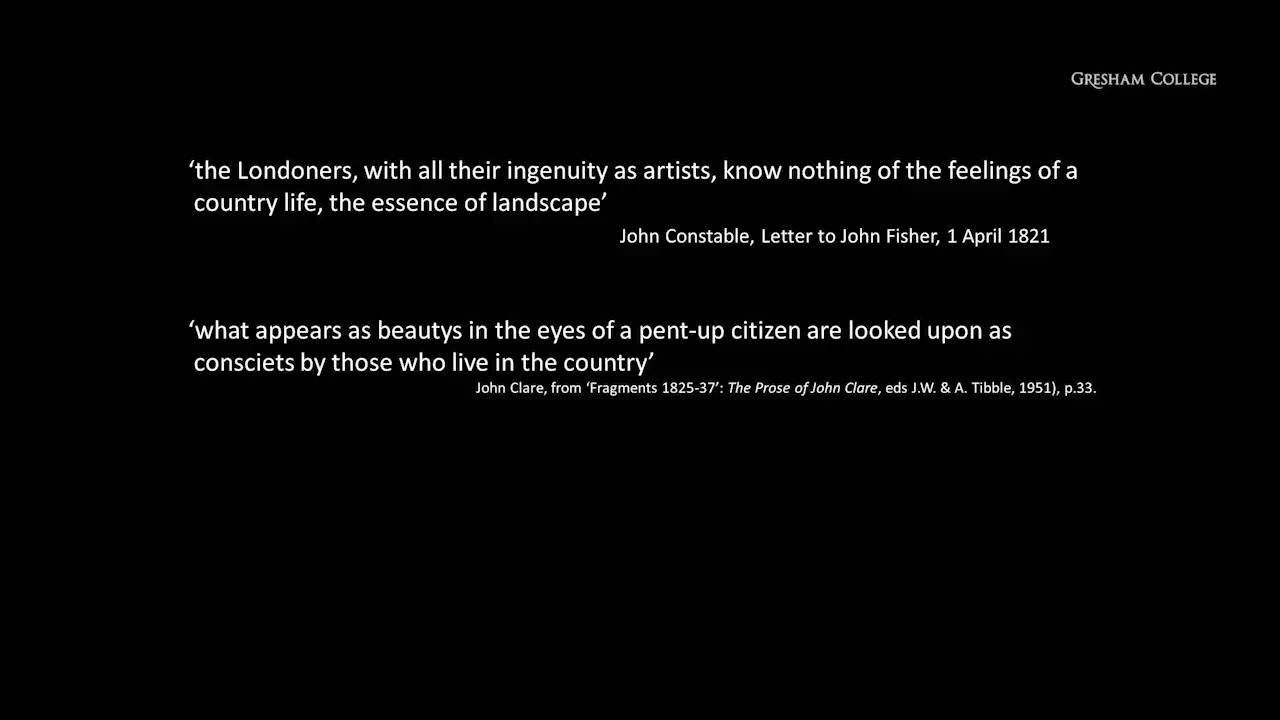 GRESHAM COLLEGE
‘the Londoners, with all their ingenuity as artists, know nothing of the feelings of a
country life, the essence of landscape’
John Constable, Letter to John Fisher, 1 April 1821
‘what appears as beautys in the eyes of a pent-up citizen are looked upon as
consciets by those who live in the country’
John Clare, from ‘Fragments 1825-37’: The Prose of John Clare, eds J.W. & A. Tibble, 1951), p.33.